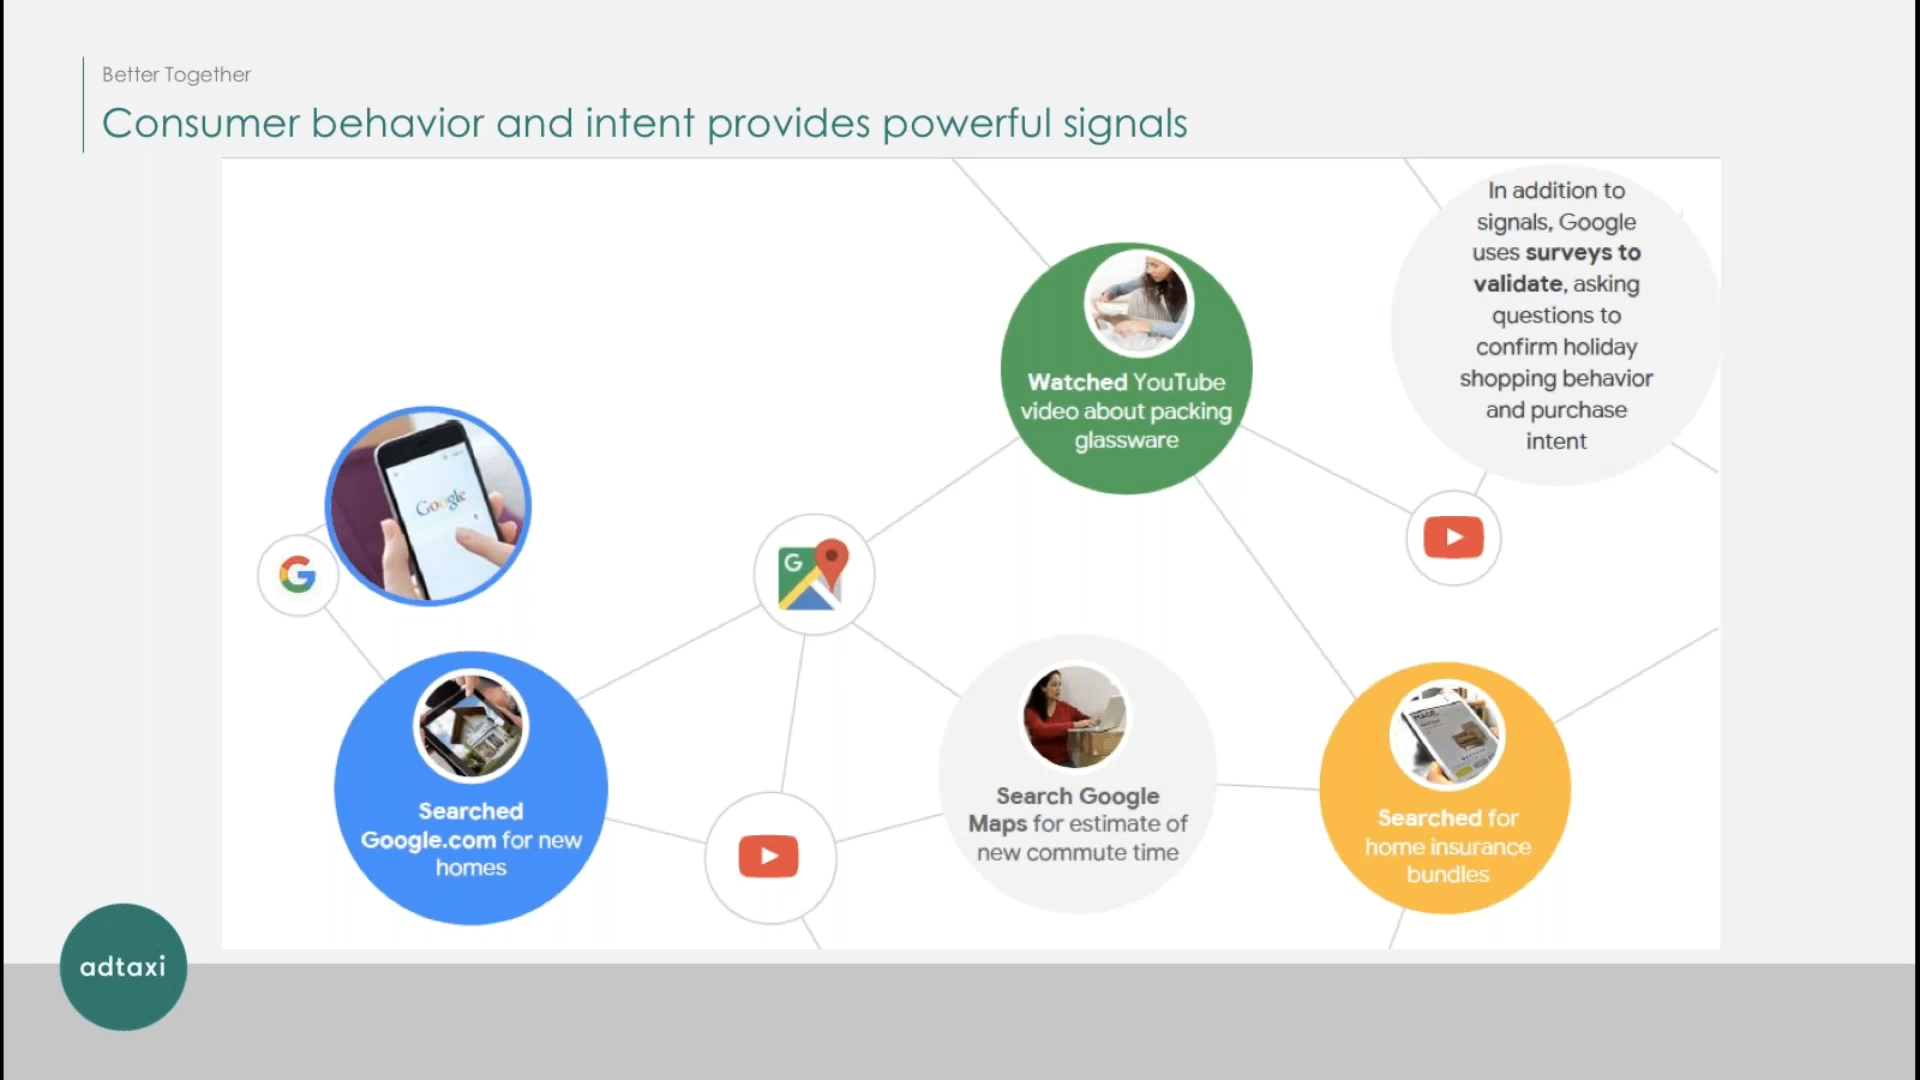 Better Together
Consumer behavior and intent provides powerful signals
In addition to
signals, Google
uses surveys to
validate, asking
questions to
confirm holiday
shopping behavior
and purchase
intent
Watched YouTube
video about packing
glassware
Google
G
G
Search Google
Maps for estimate of
new commute time
Searched
Google.com for new
homes
Searched for
home insurance
bundles
adtaxi